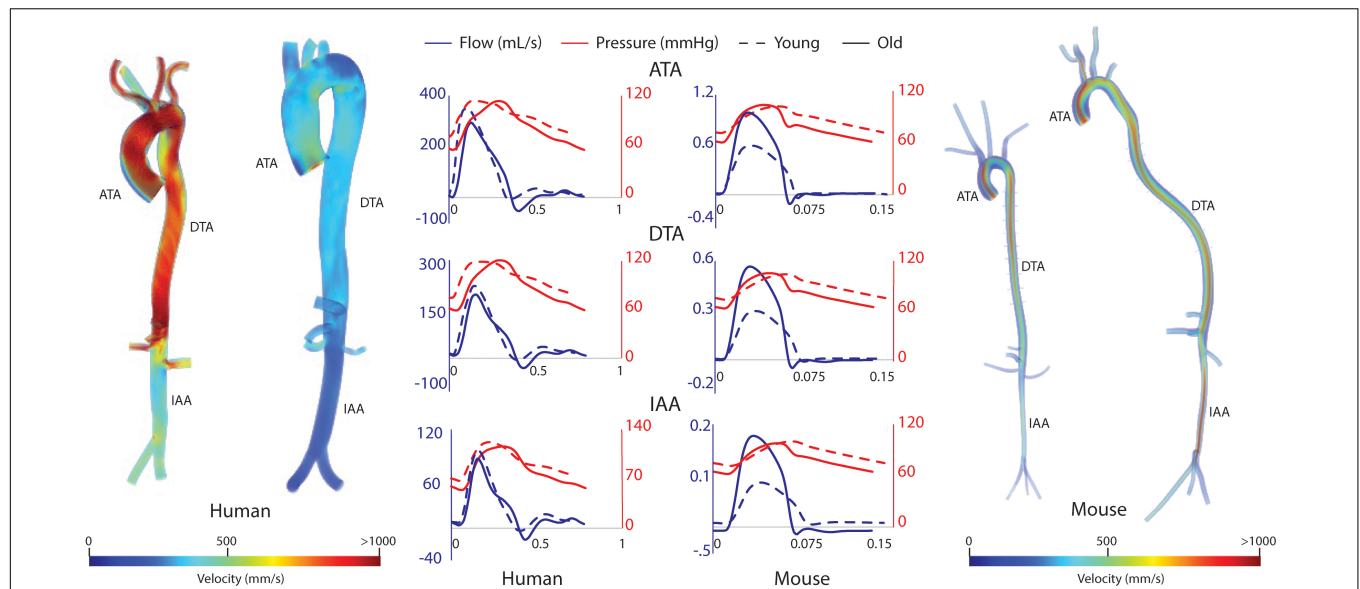 Flow (mL/s) Pressure (mmHg) Young Old
ATA
400
200
-100
0 0.5 1
120
60
0
1.2
0.6
-0.4
0 0.075 0.15
120
60
0
DTA
300
150
-100
0 0.5 1
120
60
0
0.6
0.3
-0.2
0 0.075 0.15
120
60
0
IAA
120
60
-40
0 0.5 1
140
70
0
0.2
0.1
-.5
0 0.075 0.15
120
60
0
Human Mouse
ATA
DTA
IAA
ATA
DTA
IAA
Human
0 500 >1000
Velocity (mm/s)
ATA
DTA
IAA
ATA
DTA
IAA
Mouse
0 500 >1000
Velocity (mm/s)